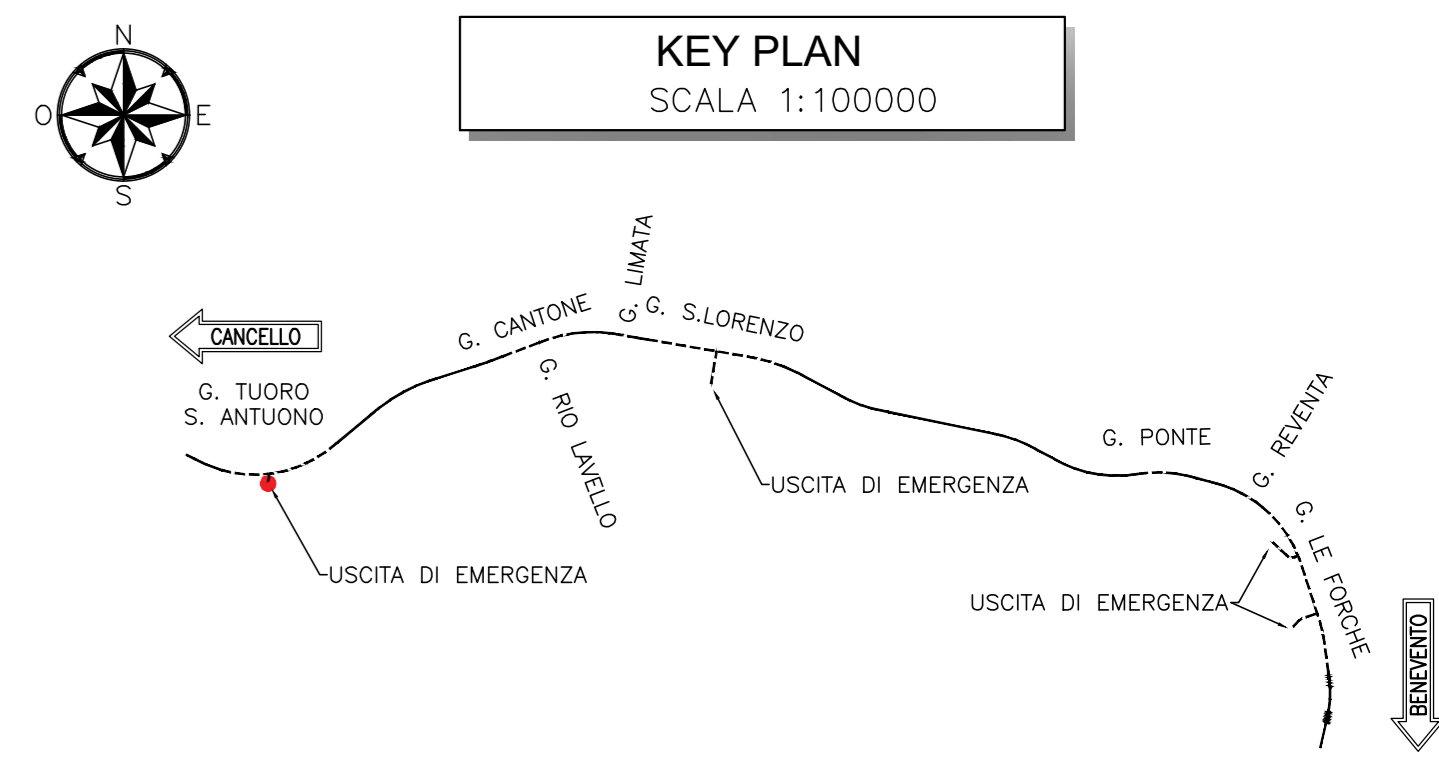 N
O
E
S
KEY PLAN
SCALA 1:100000
CANCELLO
G. TUORO
S. ANTUONO
G. CANTONE
G. LIMATA
G. S.LORENZO
G. RIO LAVELLO
USCITA DI EMERGENZA
USCITA DI EMERGENZA
G. PONTE
G. REVENTA
G. LE FORCHE
USCITA DI EMERGENZA
BENEVENTO